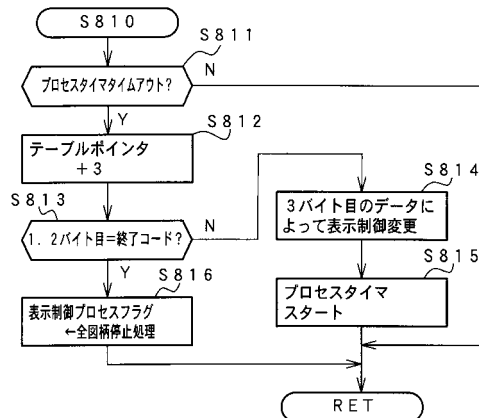 S810
S811
プロセスタイマタイムアウト?
N
Y
S812
テーブルポインタ
+3
S813
1.2バイト目=終了コード?
N
Y
S814
3バイト目のデータに
よって表示制御変更
S815
プロセスタイマ
スタート
S816
表示制御プロセスフラグ
←全図柄停止処理
RET